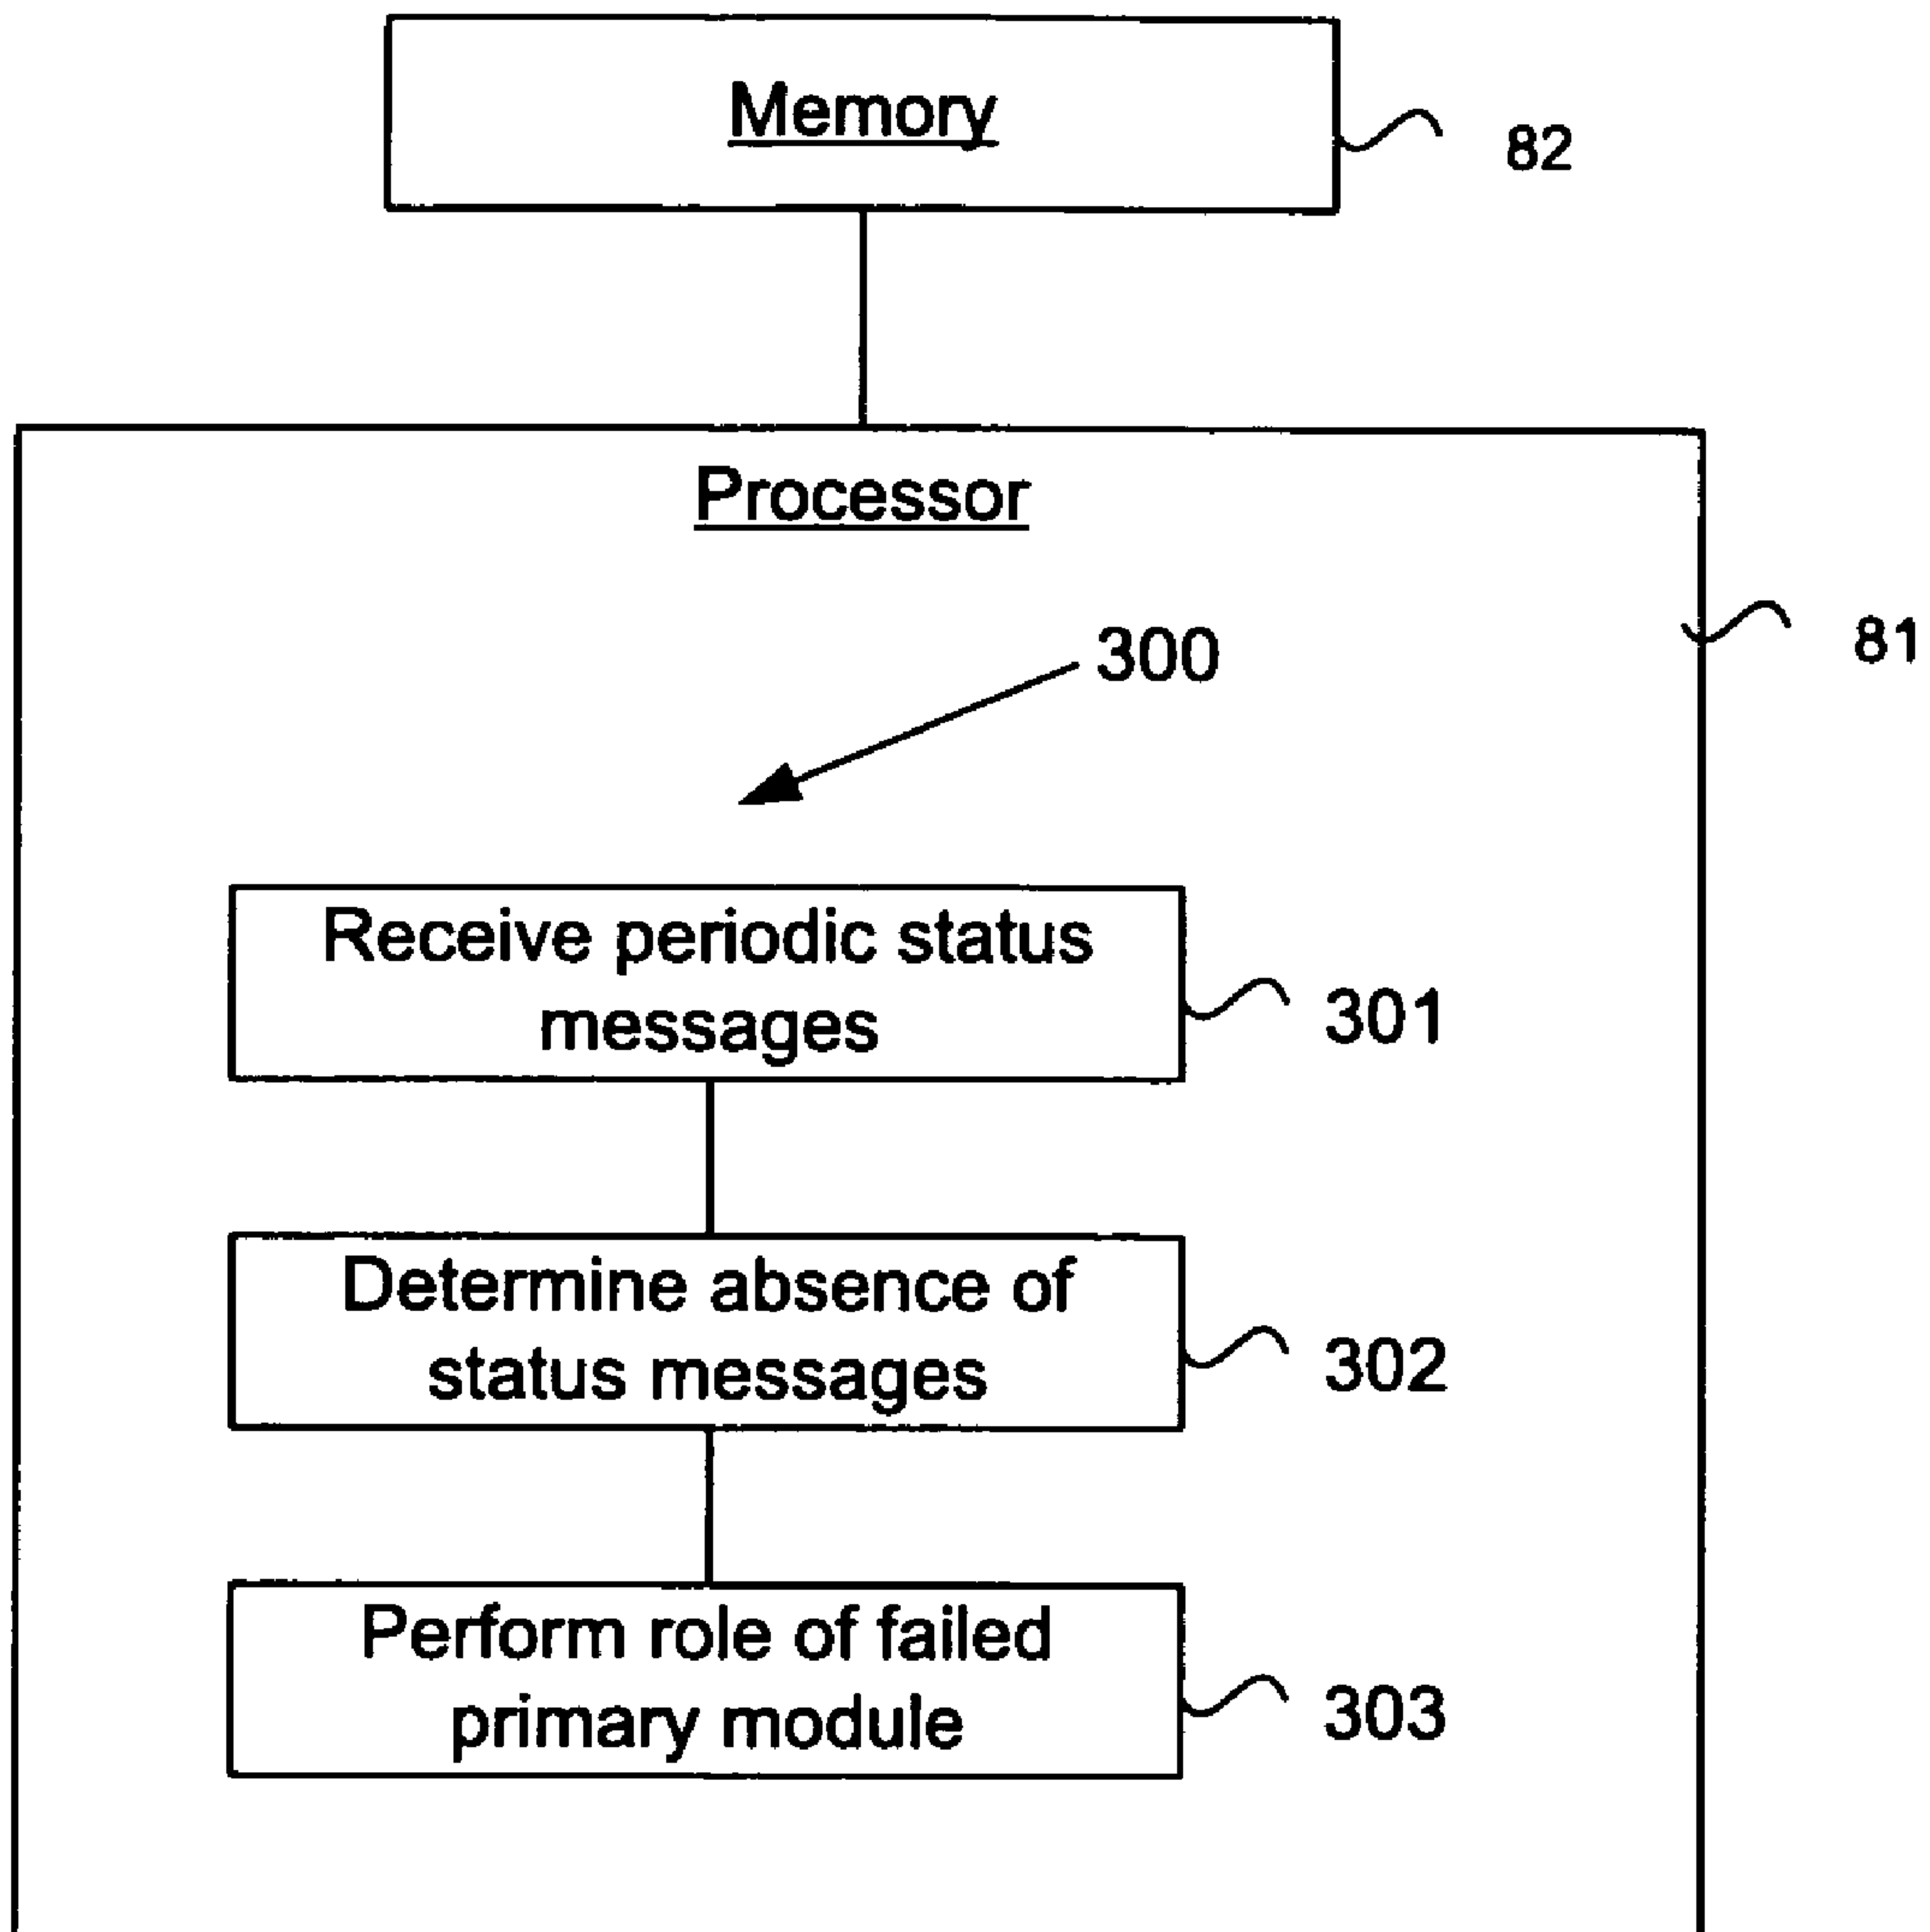 Memory
82
Processor
81
300
Receive periodic status
messages
301
Determine absence of
status messages
302
Perform role of failed
primary module
303